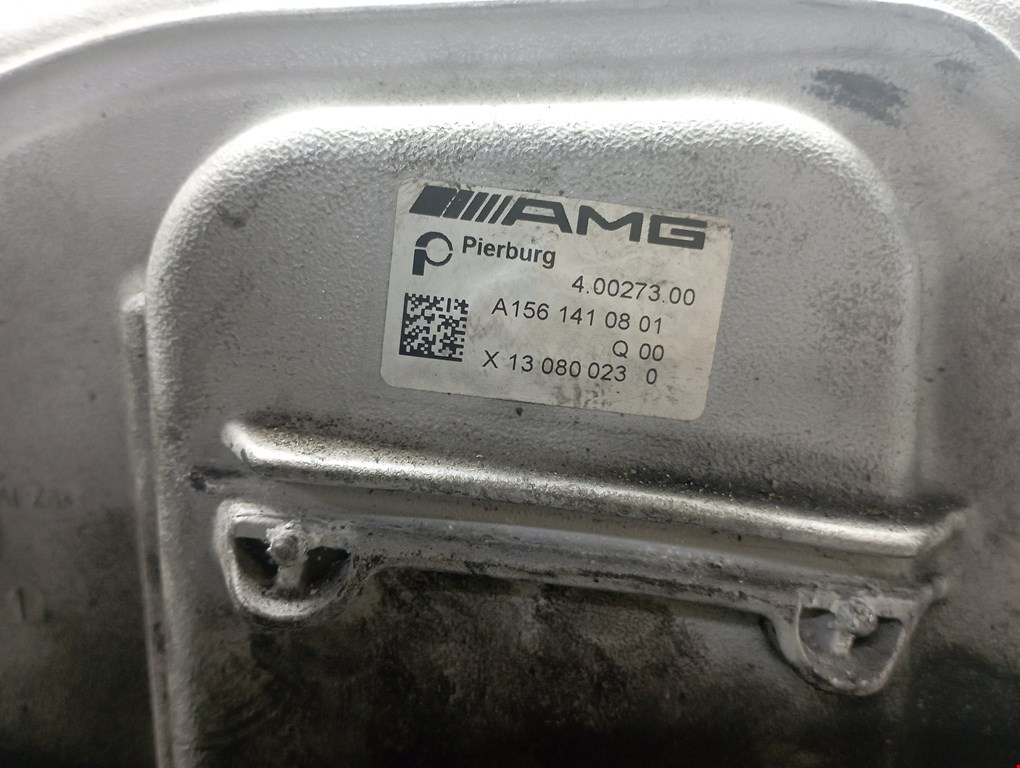 AMG
Pierburg
4.00273.00
A156 141 08 01
Q 00
X 13 080 023 0